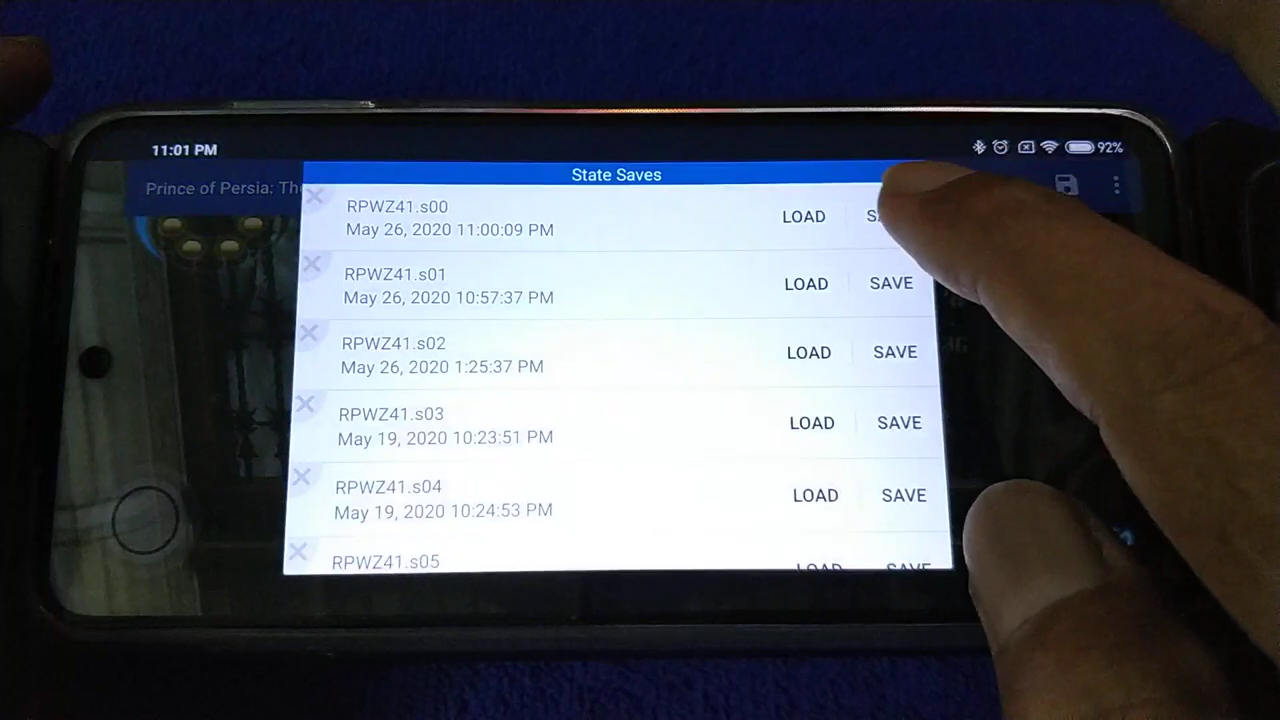 11:01 PM
92%
Prince of Persia: The
State Saves
RPWZ41.s00
May 26, 2020 11:00:09 PM
LOAD
RPWZ41.s01
May 26, 2020 10:57:37 PM
LOAD SAVE
RPWZ41.s02
May 26, 2020 1:25:37 PM
LOAD SAVE
RPWZ41.s03
May 19, 2020 10:23:51 PM
LOAD SAVE
RPWZ41.s04
May 19, 2020 10:24:53 PM
LOAD SAVE
RPWZ41.s05
LOAD SAVE